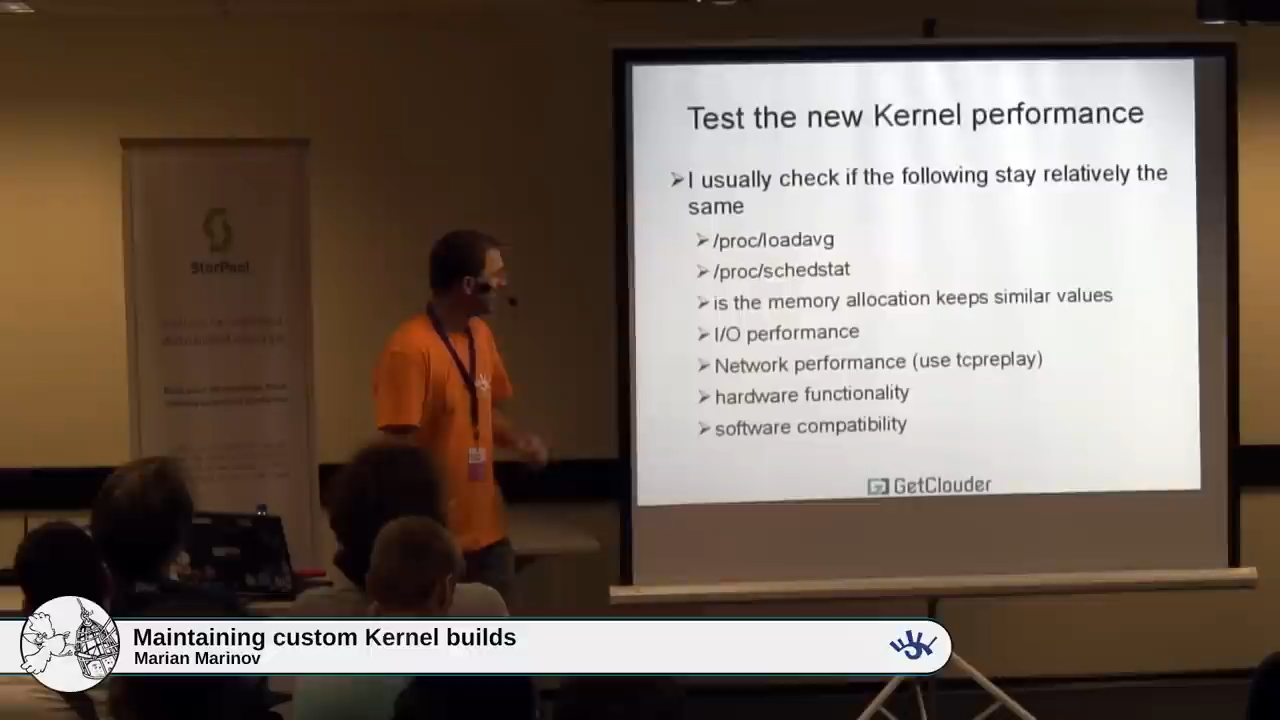 Test the new Kernel performance
➢I usually check if the following stay relatively the
same
➢/proc/loadavg
➢/proc/schedstat
➢is the memory allocation keeps similar values
➢I/O performance
➢Network performance (use tcpreplay)
➢hardware functionality
➢software compatibility
GetClouder
StorPool
Maintaining custom Kernel builds
Marian Marinov